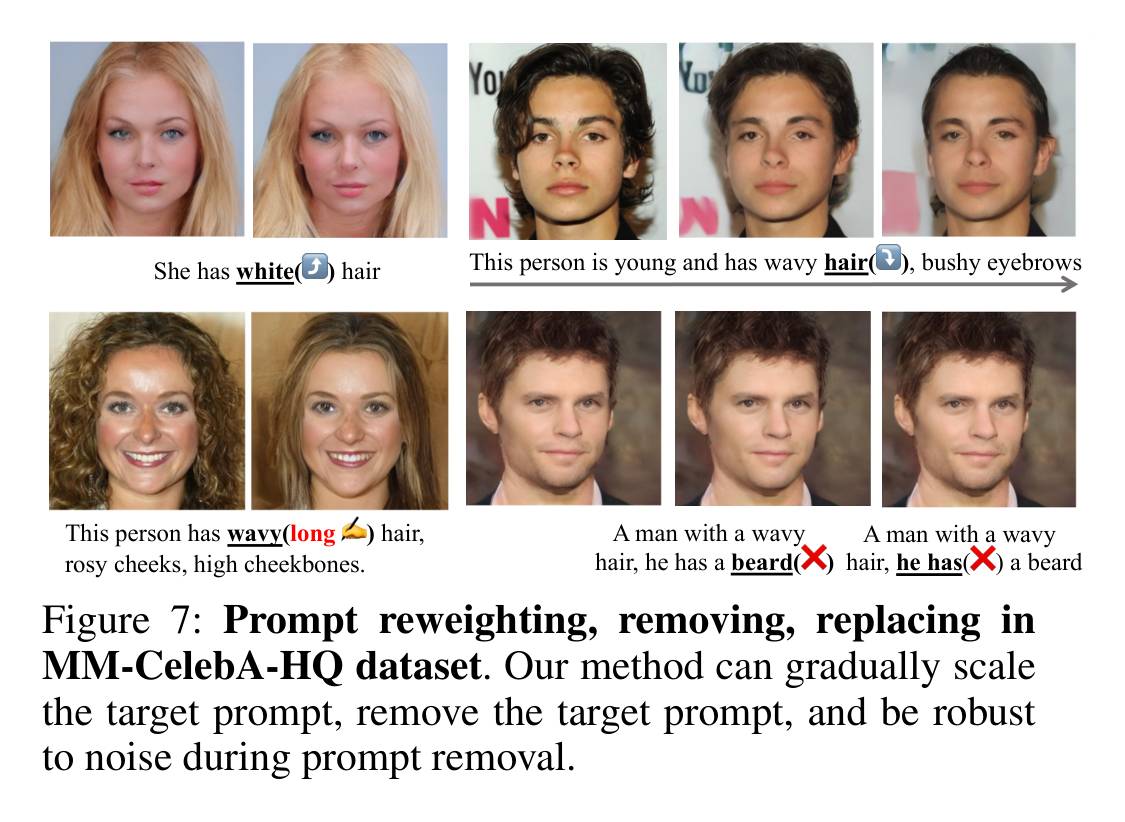 You
You
N
N
She has white(⤴️) hair
This person is young and has wavy hair(⤵️), bushy eyebrows
This person has wavy(long ✍️) hair,
rosy cheeks, high cheekbones.
A man with a wavy
hair, he has a beard(❌)
A man with a wavy
hair, he has(❌) a beard
Figure 7: Prompt reweighting, removing, replacing in
MM-CelebA-HQ dataset. Our method can gradually scale
the target prompt, remove the target prompt, and be robust
to noise during prompt removal.